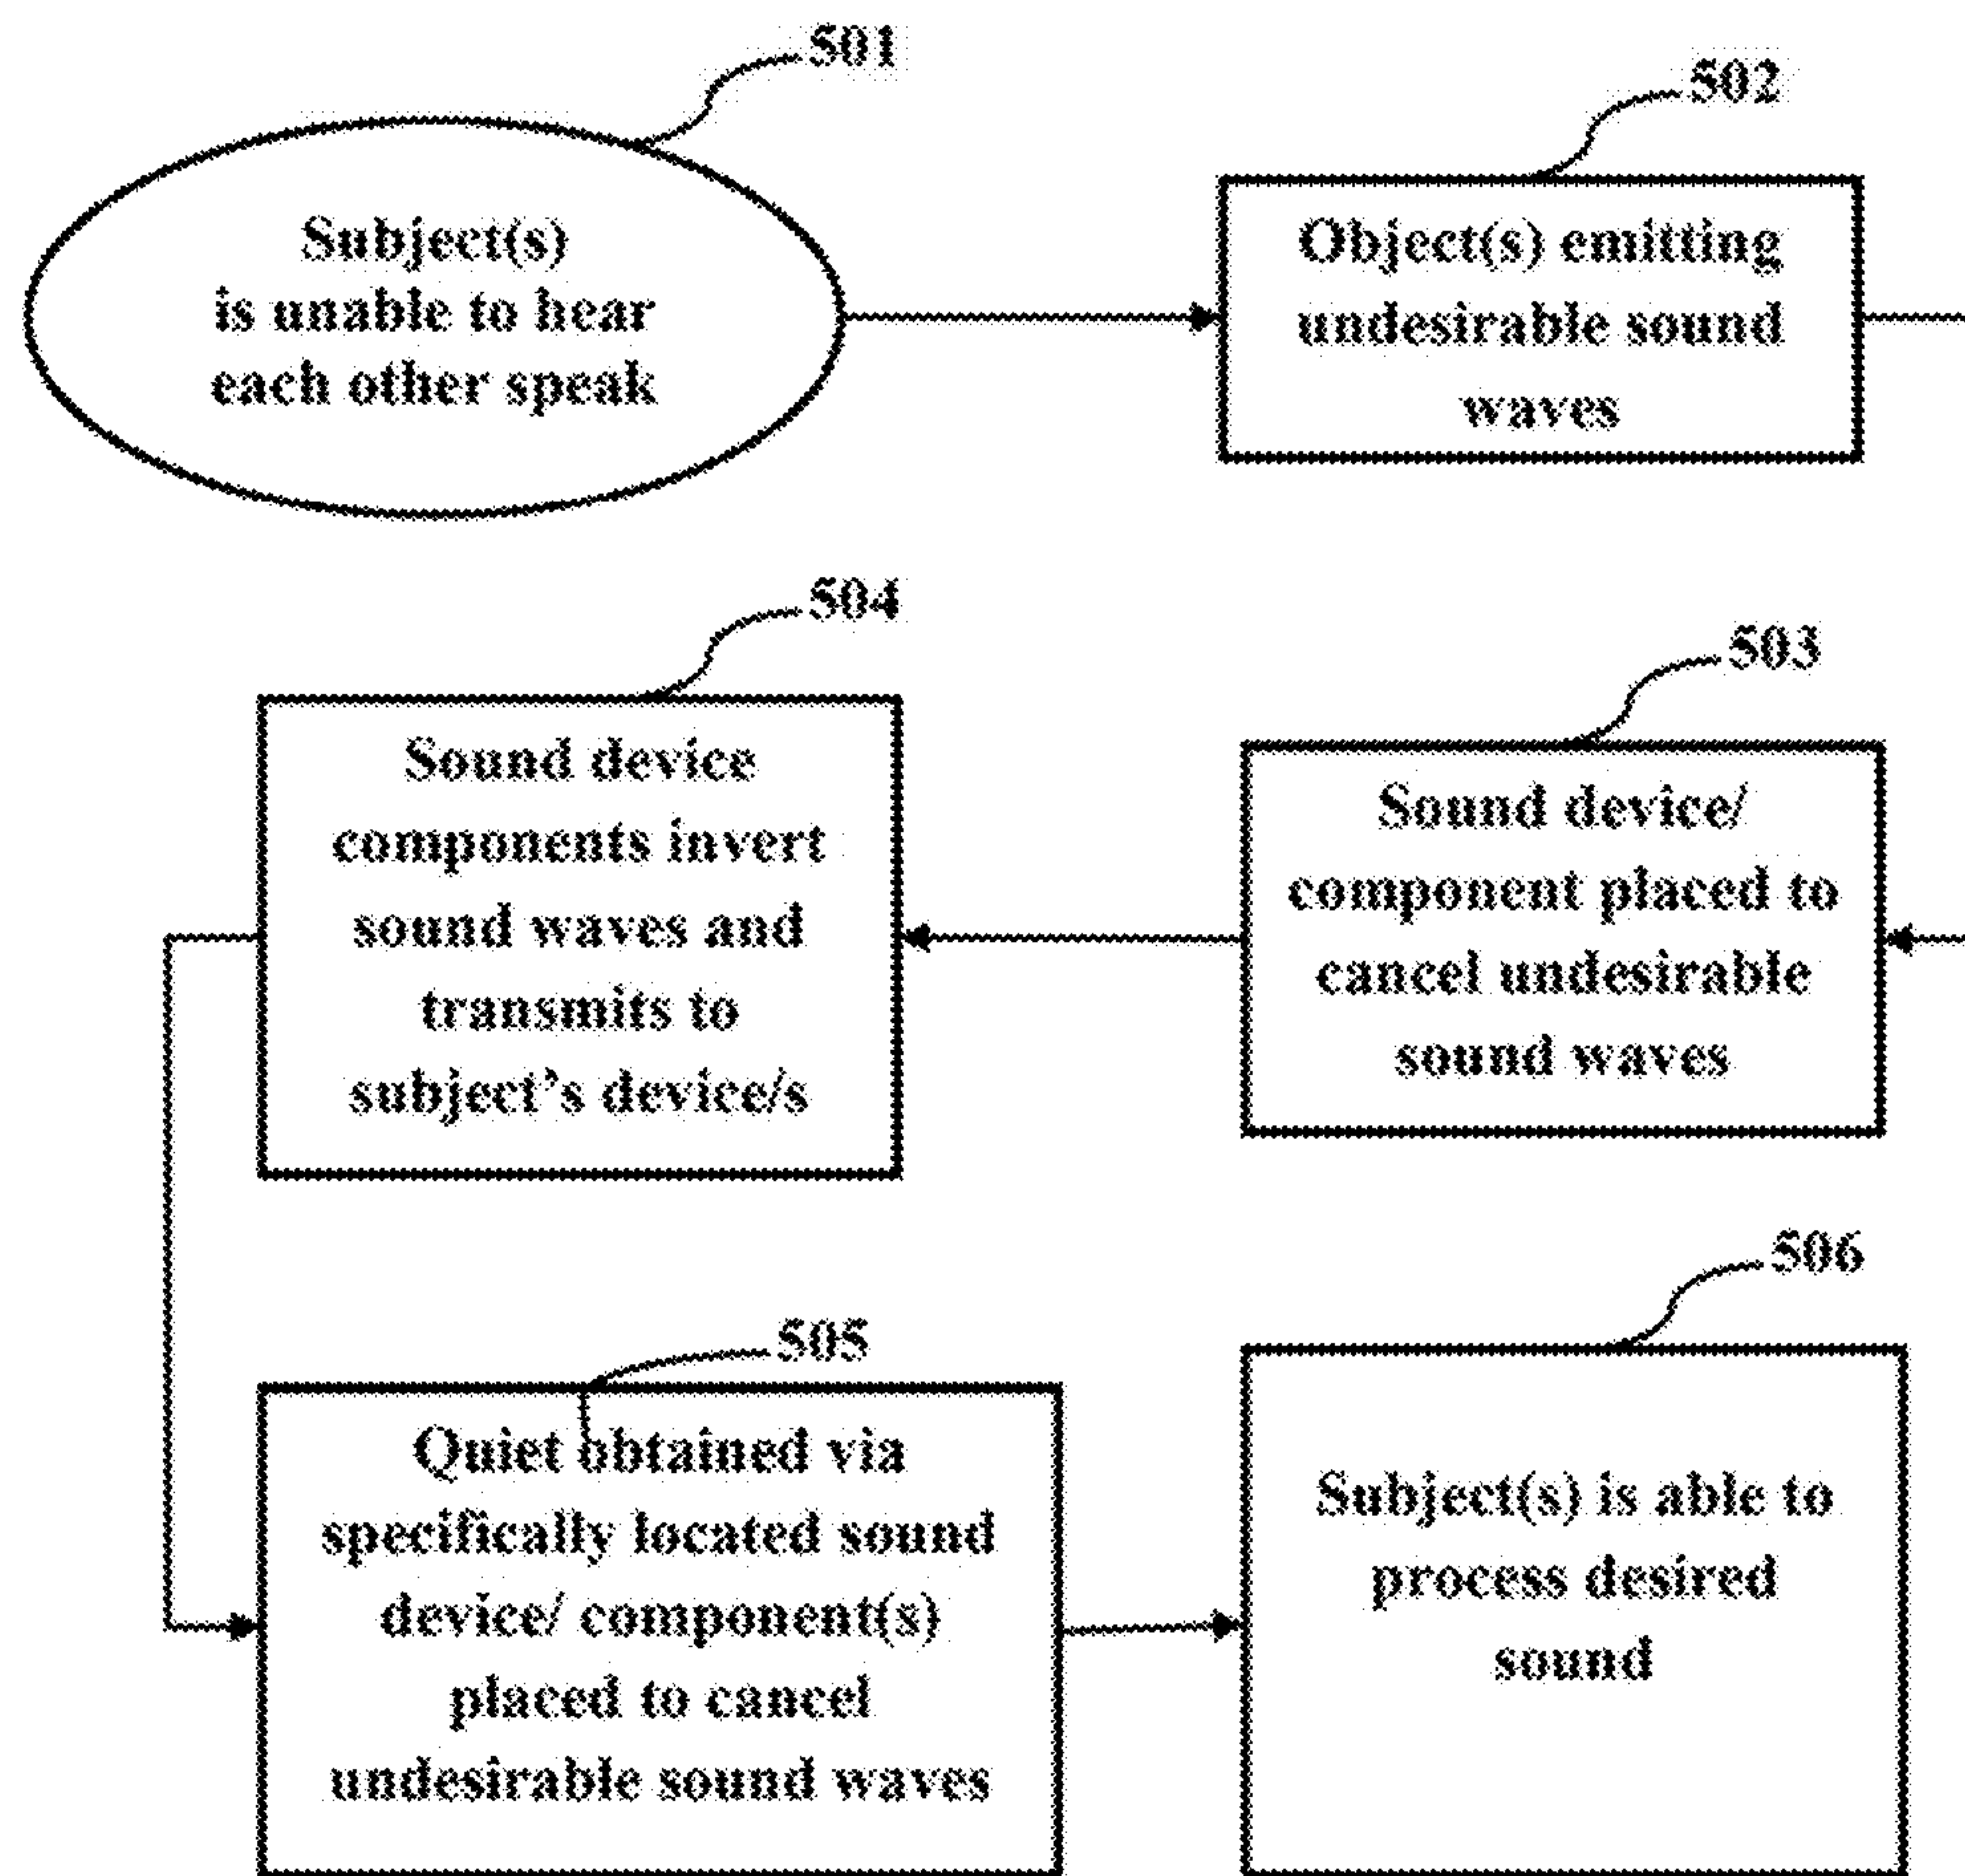 501
Subject(s)
is unable to hear
each other speak
502
Object(s) emitting
undesirable sound
waves
503
Sound device/
component placed to
cancel undesirable
sound waves
504
Sound device
components invert
sound waves and
transmits to
subject's device/s
505
Quiet obtained via
specifically located sound
device/ component(s)
placed to cancel
undesirable sound waves
506
Subject(s) is able to
process desired
sound